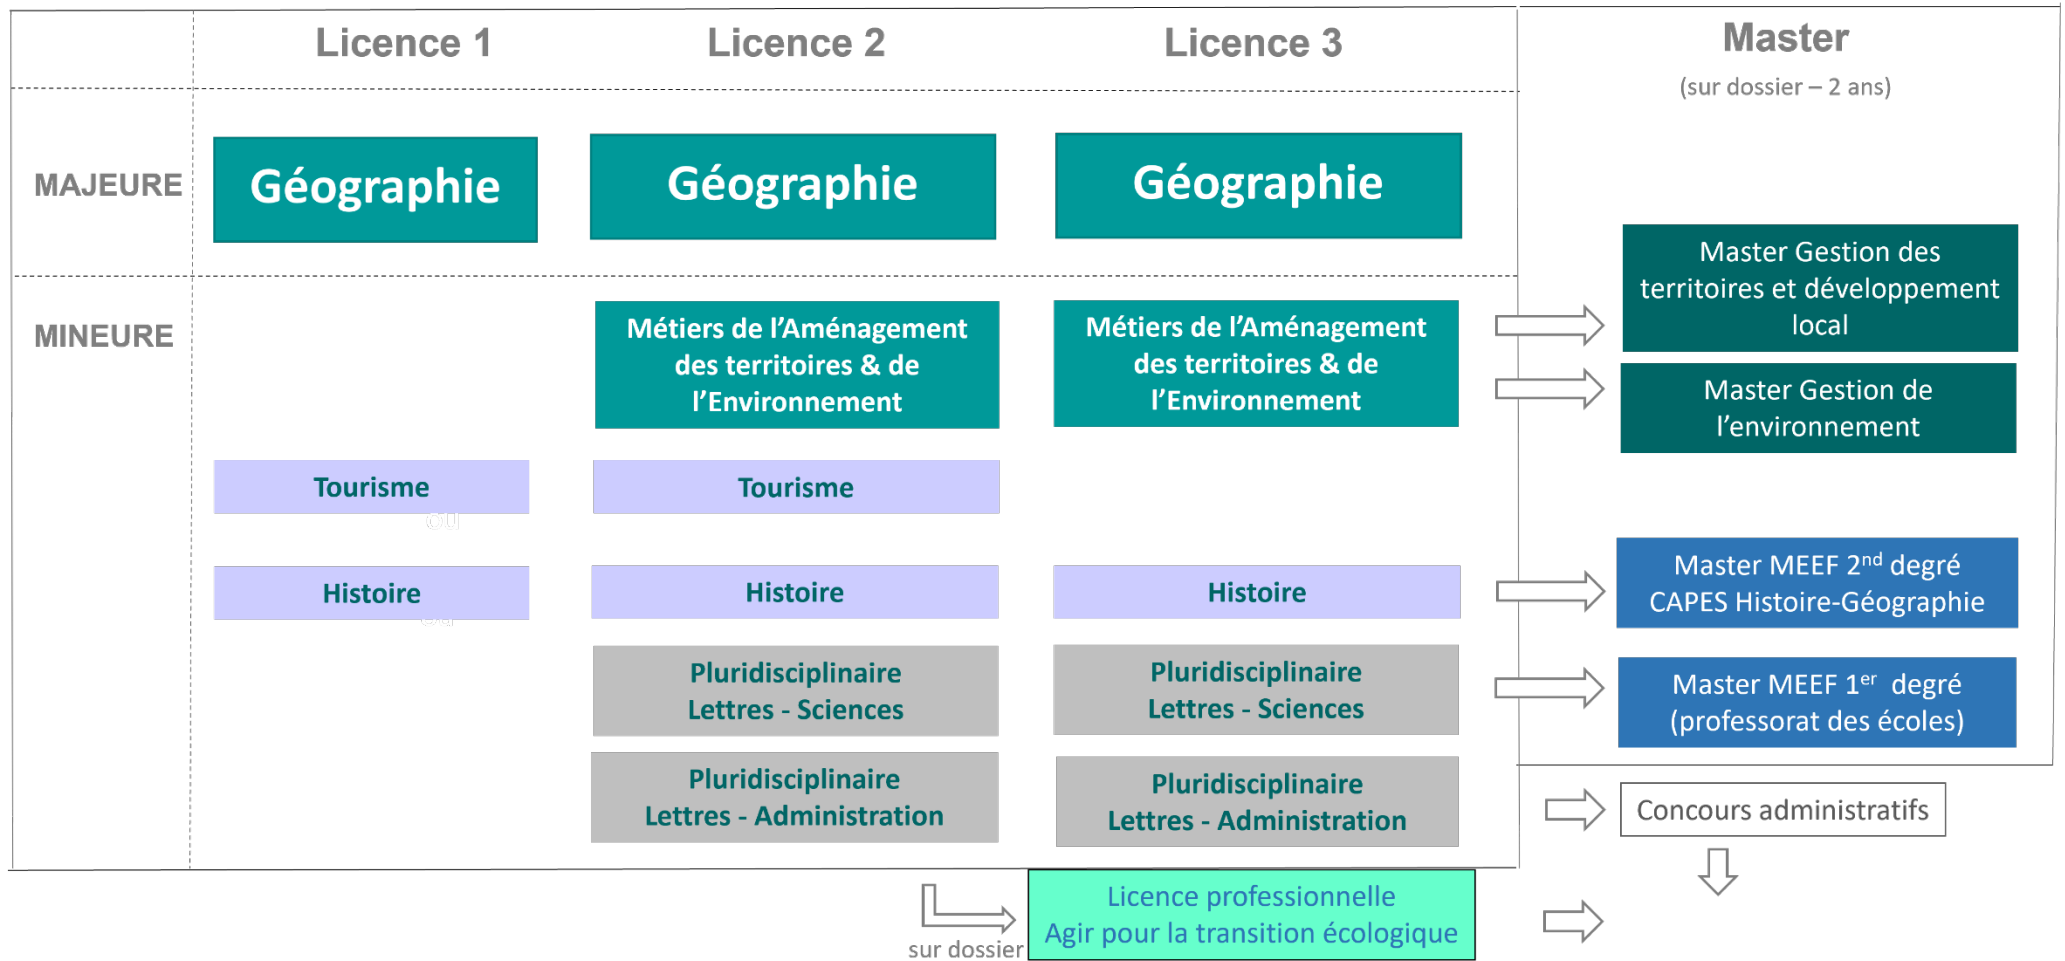 Licence 1
Licence 2
Licence 3
Master
(sur dossier – 2 ans)
MAJEURE
Géographie
Géographie
Géographie
MINEURE
Métiers de l’Aménagement
des territoires & de
l’Environnement
Métiers de l’Aménagement
des territoires & de
l’Environnement
Master Gestion des
territoires et développement
local
Master Gestion de
l’environnement
Tourisme
Tourisme
ou
Histoire
Histoire
Histoire
Master MEEF 2nd degré
CAPES Histoire-Géographie
Pluridisciplinaire
Lettres - Sciences
Pluridisciplinaire
Lettres - Sciences
Master MEEF 1er degré
(professorat des écoles)
Pluridisciplinaire
Lettres - Administration
Pluridisciplinaire
Lettres - Administration
Concours administratifs
sur dossier
Licence professionnelle
Agir pour la transition écologique